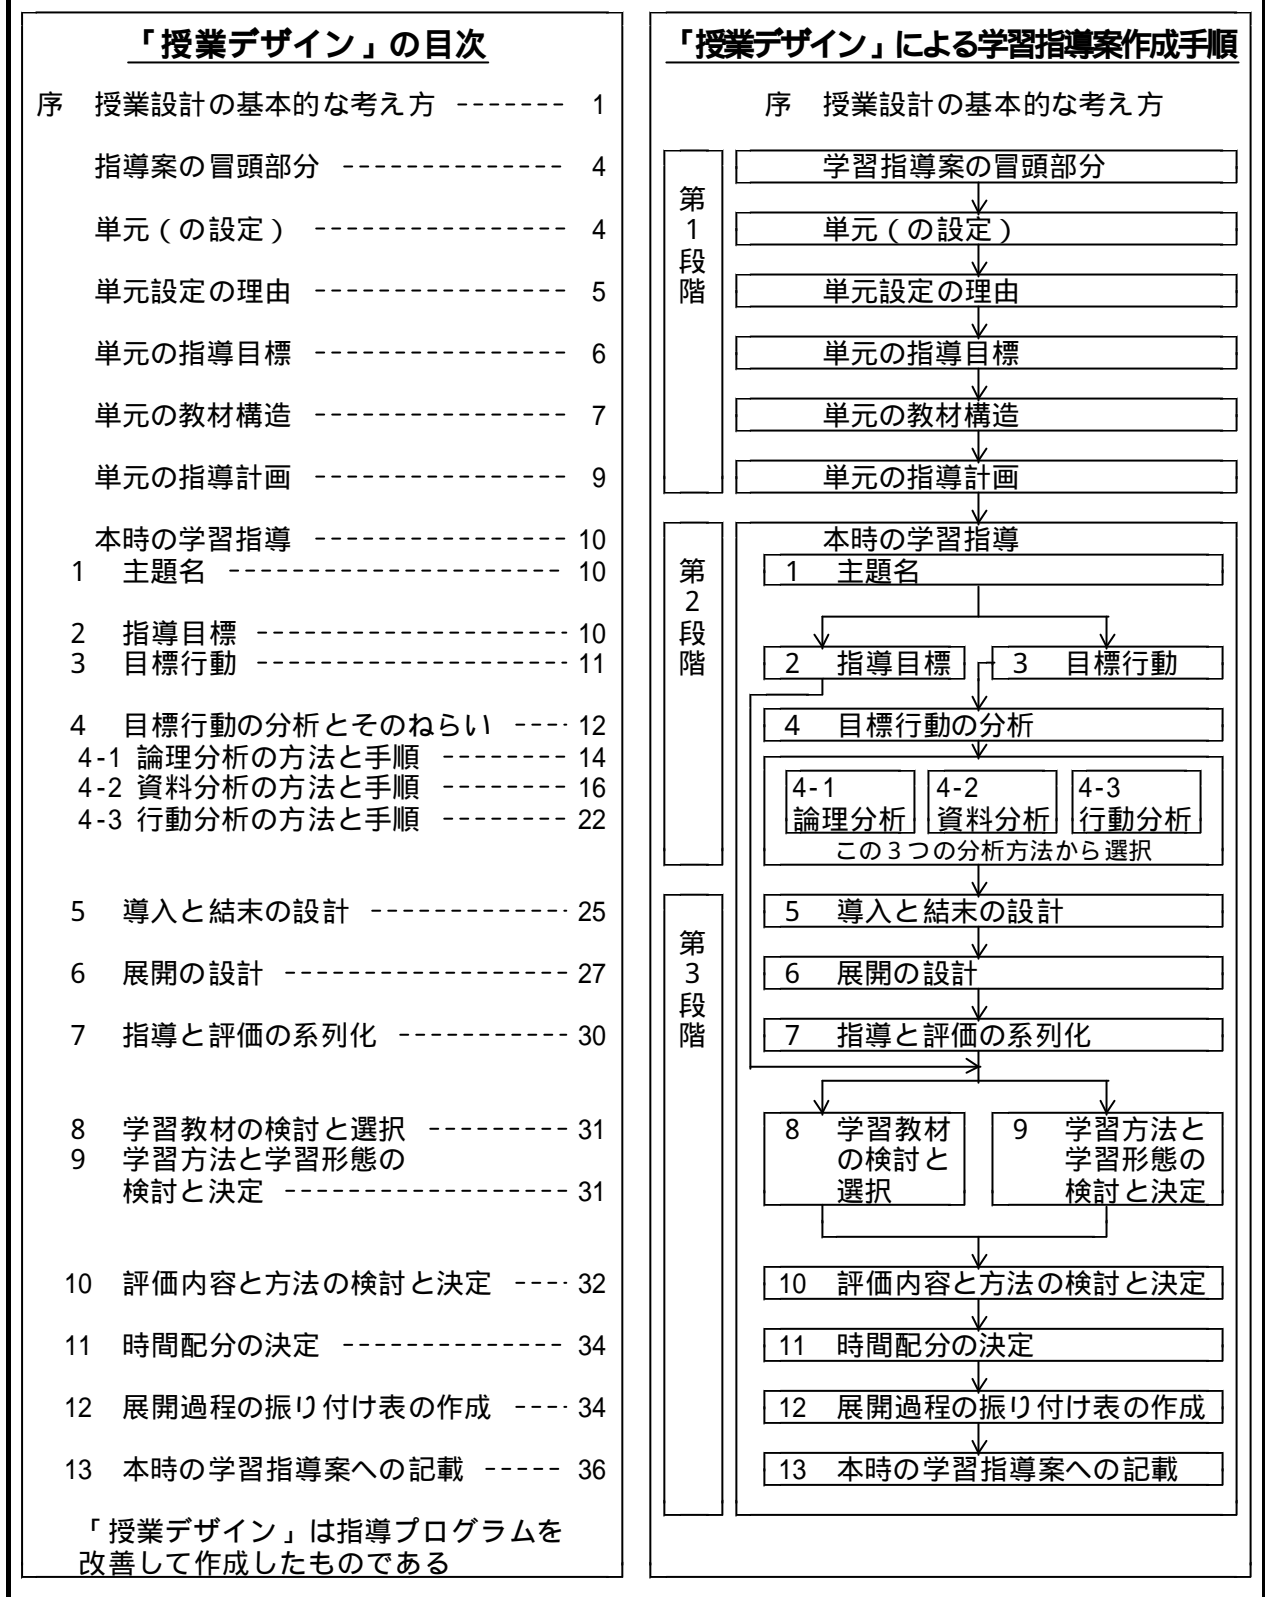 「授業デザイン」の目次
序 授業設計の基本的な考え方 ------- 1
指導案の冒頭部分 -------------- 4
単元(の設定) ---------------- 4
単元設定の理由 ---------------- 5
単元の指導目標 ---------------- 6
単元の教材構造 ---------------- 7
単元の指導計画 ---------------- 9
本時の学習指導 ----------------- 10
1 主題名 --------------------- 10
2 指導目標 -------------------- 10
3 目標行動 -------------------- 11
4 目標行動の分析とそのねらい ---- 12
4-1 論理分析の方法と手順 -------- 14
4-2 資料分析の方法と手順 -------- 16
4-3 行動分析の方法と手順 -------- 22
5 導入と結末の設計 ------------- 25
6 展開の設計 ------------------ 27
7 指導と評価の系列化 ----------- 30
8 学習教材の検討と選択 --------- 31
9 学習方法と学習形態の
検討と決定 ------------------ 31
10 評価内容と方法の検討と決定 ---- 32
11 時間配分の決定 -------------- 34
12 展開過程の振り付け表の作成 ---- 34
13 本時の学習指導案への記載 ----- 36
「授業デザイン」は指導プログラムを
改善して作成したものである
「授業デザイン」による学習指導案作成手順
序 授業設計の基本的な考え方
第1段階
学習指導案の冒頭部分
単元(の設定)
単元設定の理由
単元の指導目標
単元の教材構造
単元の指導計画
第2段階
本時の学習指導
1 主題名
2 指導目標
3 目標行動
4 目標行動の分析
4-1
論理分析
4-2
資料分析
4-3
行動分析
この3つの分析方法から選択
第3段階
5 導入と結末の設計
6 展開の設計
7 指導と評価の系列化
8 学習教材
の検討と
選択
9 学習方法と
学習形態の
検討と決定
10 評価内容と方法の検討と決定
11 時間配分の決定
12 展開過程の振り付け表の作成
13 本時の学習指導案への記載